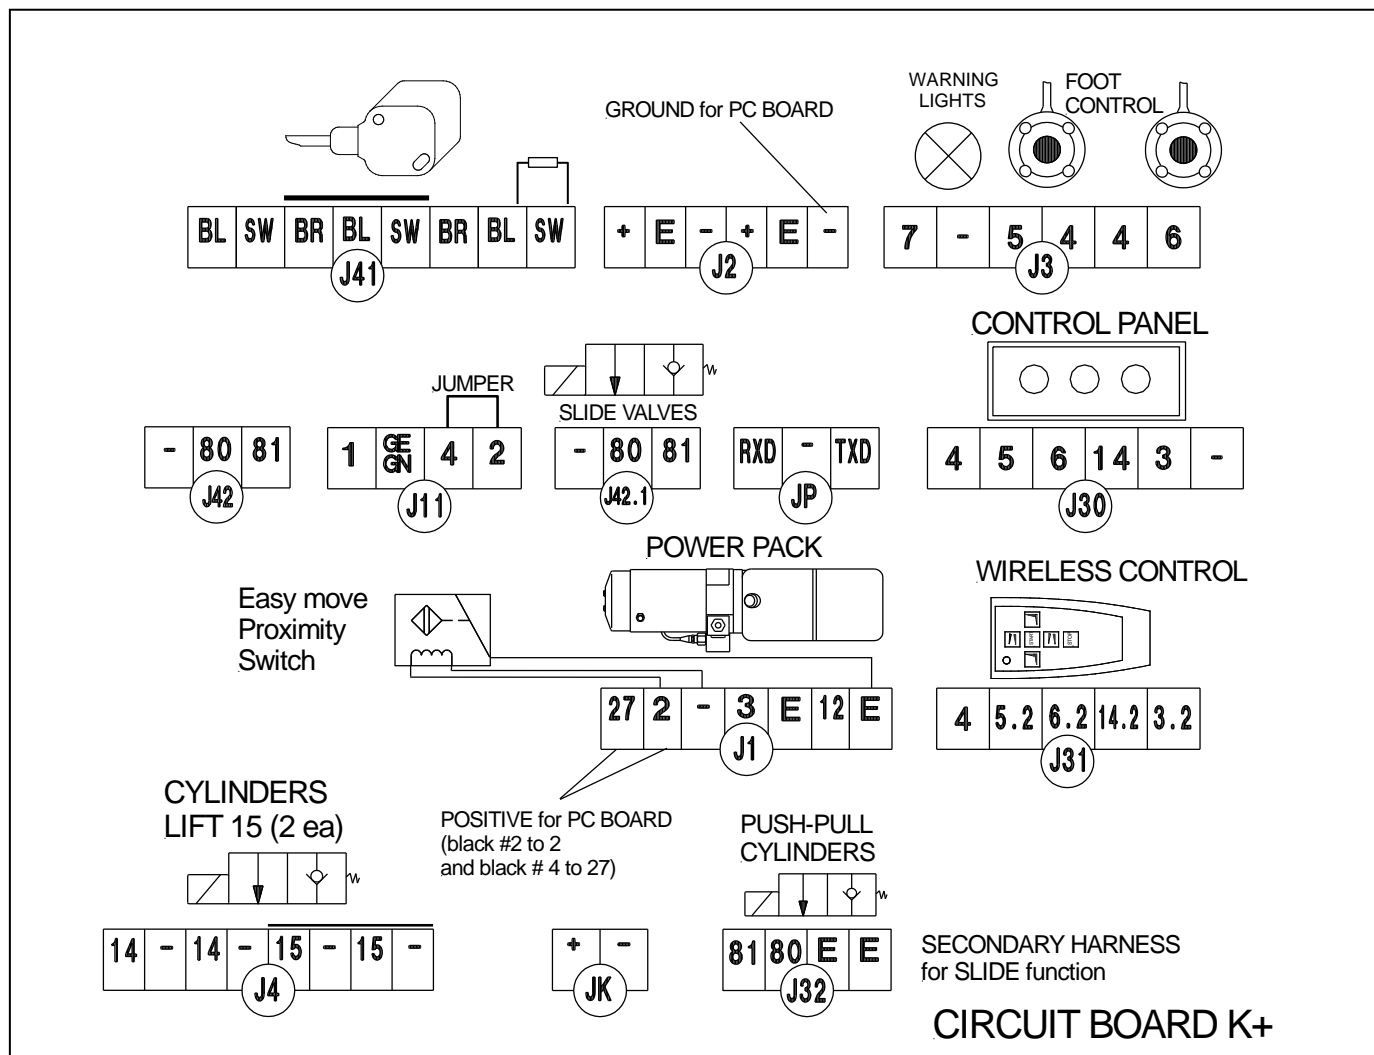 WARNING
LIGHTS
FOOT
CONTROL
GROUND for PC BOARD
BL SW BR BL SW BR BL SW
J41
+ E - + E -
J2
7 - 5 4 4 6
J3
CONTROL PANEL
JUMPER
SLIDE VALVES
- 80 81
J42
1 GE GN 4 2
J11
- 80 81
J42.1
RXD - TXD
JP
4 5 6 14 3 -
J30
POWER PACK
WIRELESS CONTROL
Easy move
Proximity
Switch
START STOP
27 2 - 3 E 12 E
J1
4 5.2 6.2 14.2 3.2
J31
CYLINDERS
LIFT 15 (2 ea)
POSITIVE for PC BOARD
(black #2 to 2
and black # 4 to 27)
PUSH-PULL
CYLINDERS
14 - 14 - 15 - 15 -
J4
+ -
JK
81 80 E E
J32
SECONDARY HARNESS
for SLIDE function
CIRCUIT BOARD K+